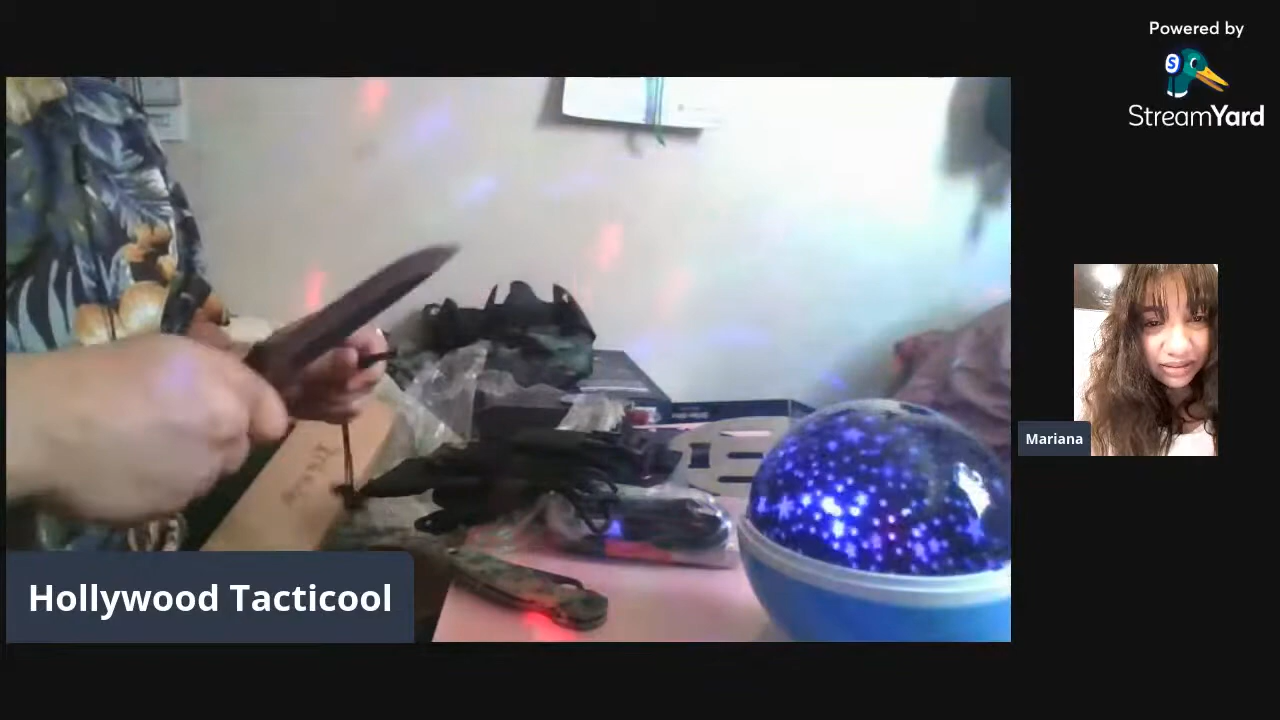 Powered by
S
StreamYard
Mariana
Hollywood Tacticool